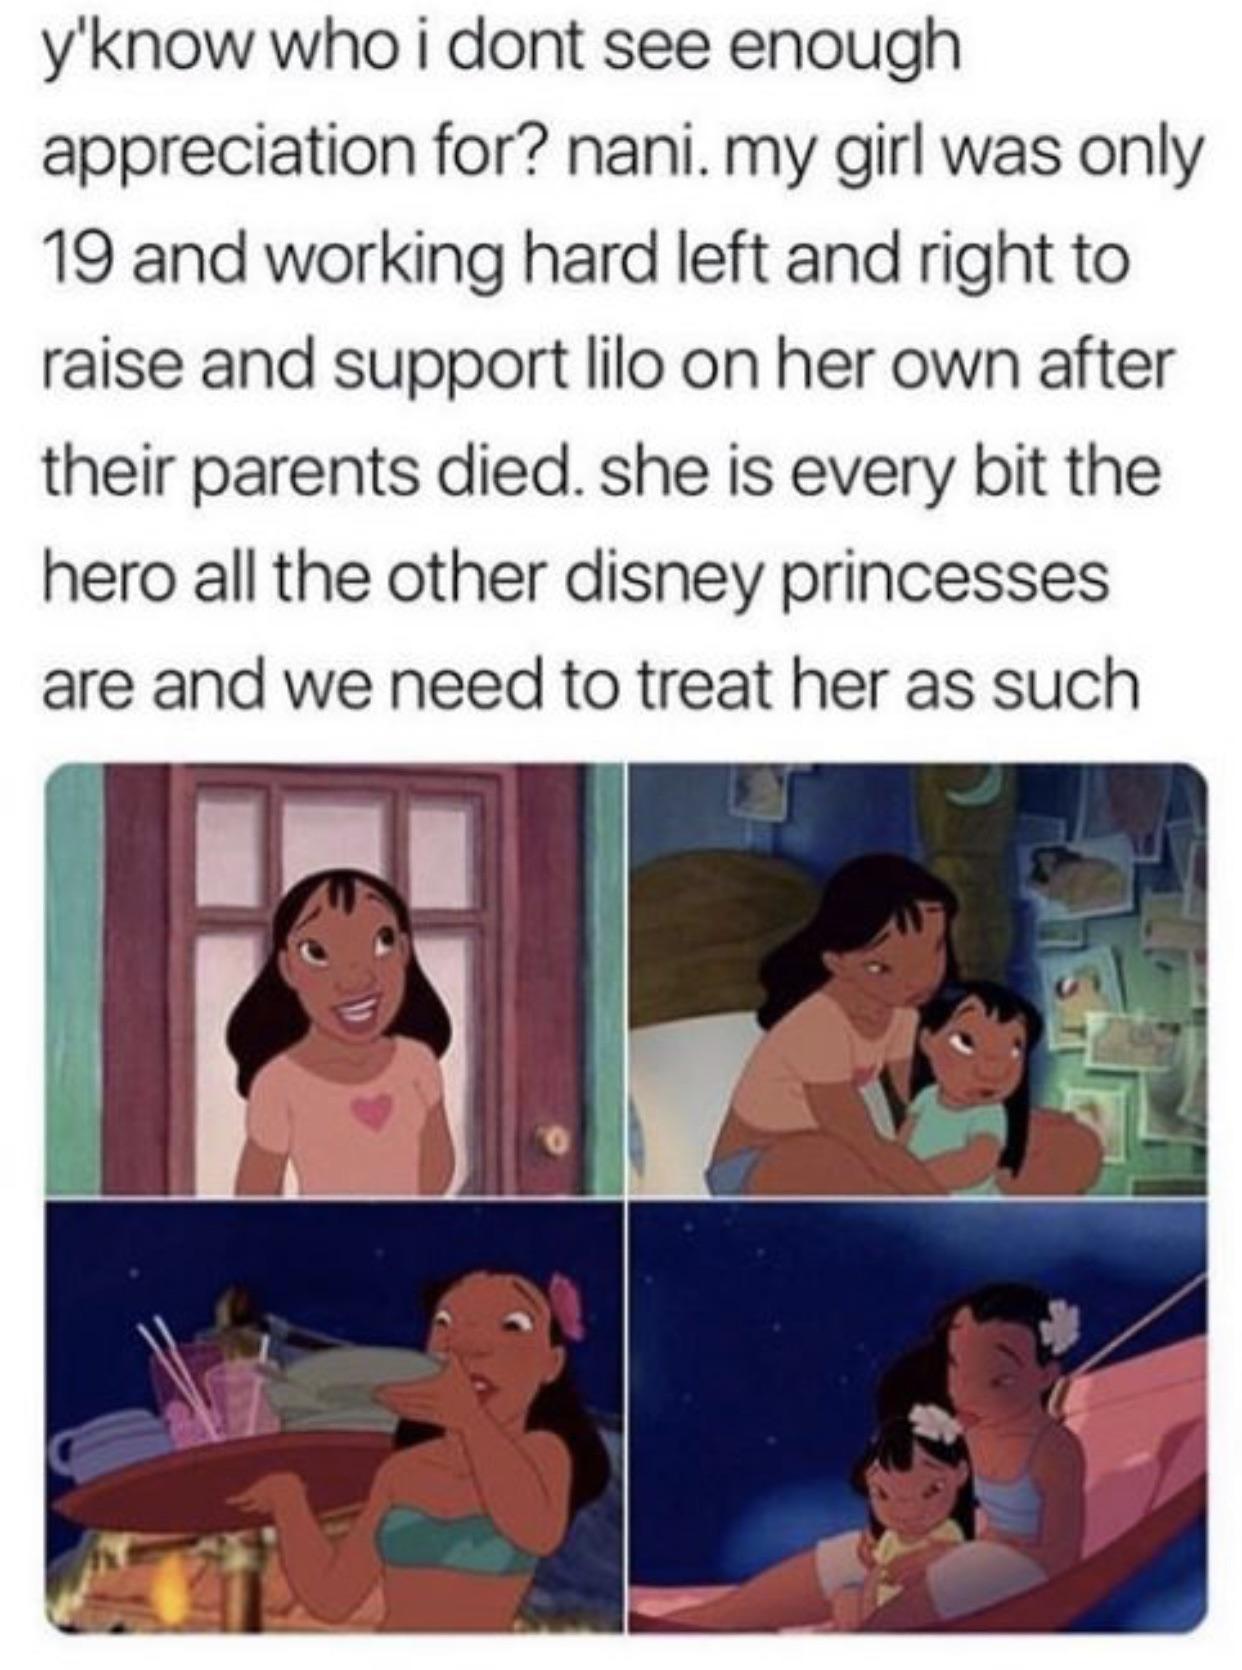 y'know who i dont see enough
appreciation for? nani. my girl was only
19 and working hard left and right to
raise and support lilo on her own after
their parents died. she is every bit the
hero all the other disney princesses
are and we need to treat her as such